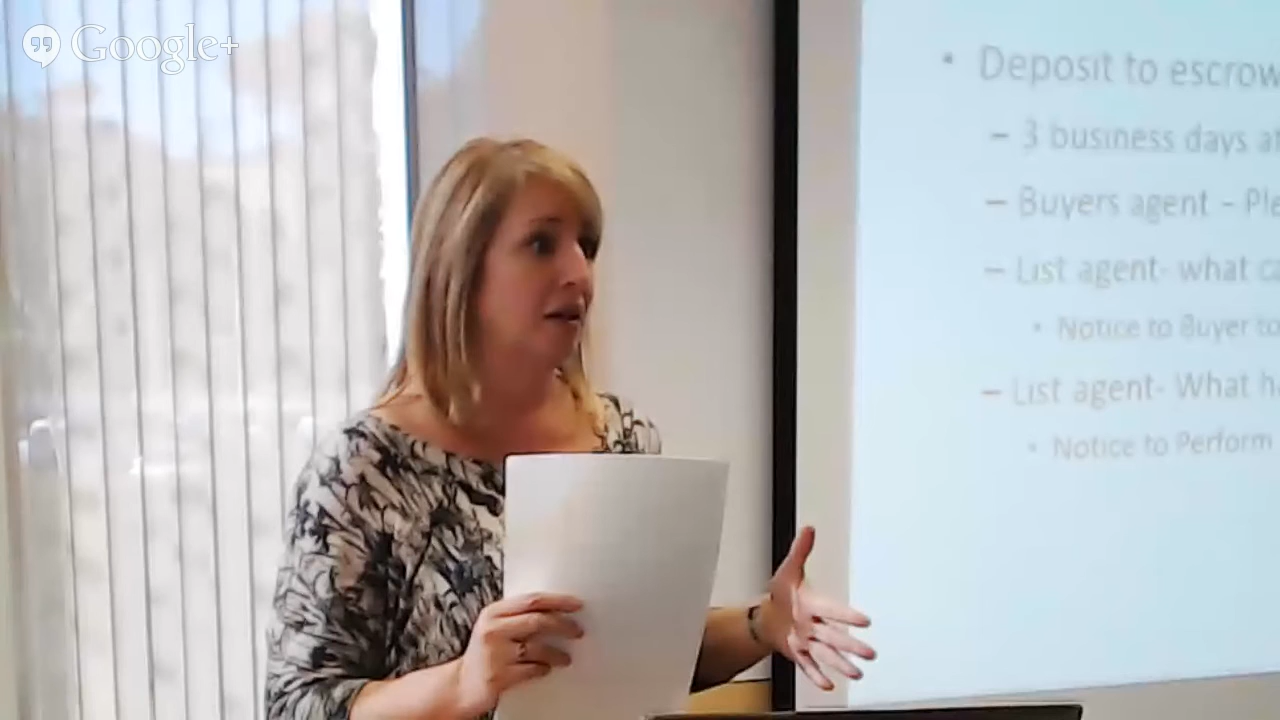 Google+
• Deposit to escrow
– 3 business days
– Buyers agent –
– List agent- what
• Notice to Buyer to
– List agent- What
• Notice to Perform